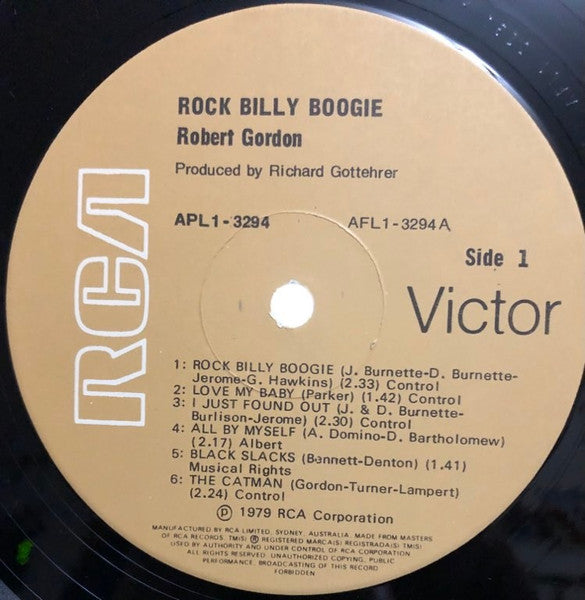 ROCK BILLY BOOGIE
Robert Gordon
Produced by Richard Gottehrer
APL1-3294 AFL1-3294A
Side 1
RCA
Victor
1: ROCK BILLY BOOGIE (J. Burnette-D. Burnette-
Jerome-G. Hawkins) (2.33) Control
2: LOVE MY BABY (Parker) (1.42) Control
3: I JUST FOUND OUT (J. & D. Burnette-
Burlison-Jerome) (2.30) Control
4: ALL BY MYSELF (A. Domino-D. Bartholomew)
(2.17) Albert
5: BLACK SLACKS (Bennett-Denton) (1.41)
Musical Rights
6: THE CATMAN (Gordon-Turner-Lampert)
(2.24) Control
℗ 1979 RCA Corporation
MANUFACTURED BY RCA LIMITED, SYDNEY, AUSTRALIA. MADE FROM MASTERS
OF RCA RECORDS. TM(S) ® REGISTERED MARCA(S) REGISTRADA(S) TM(S)
USED BY AUTHORITY AND UNDER CONTROL OF RCA CORPORATION
ALL RIGHTS RESERVED. UNAUTHORIZED COPYING, PUBLIC
PERFORMANCE, BROADCASTING OF THIS RECORD
FORBIDDEN